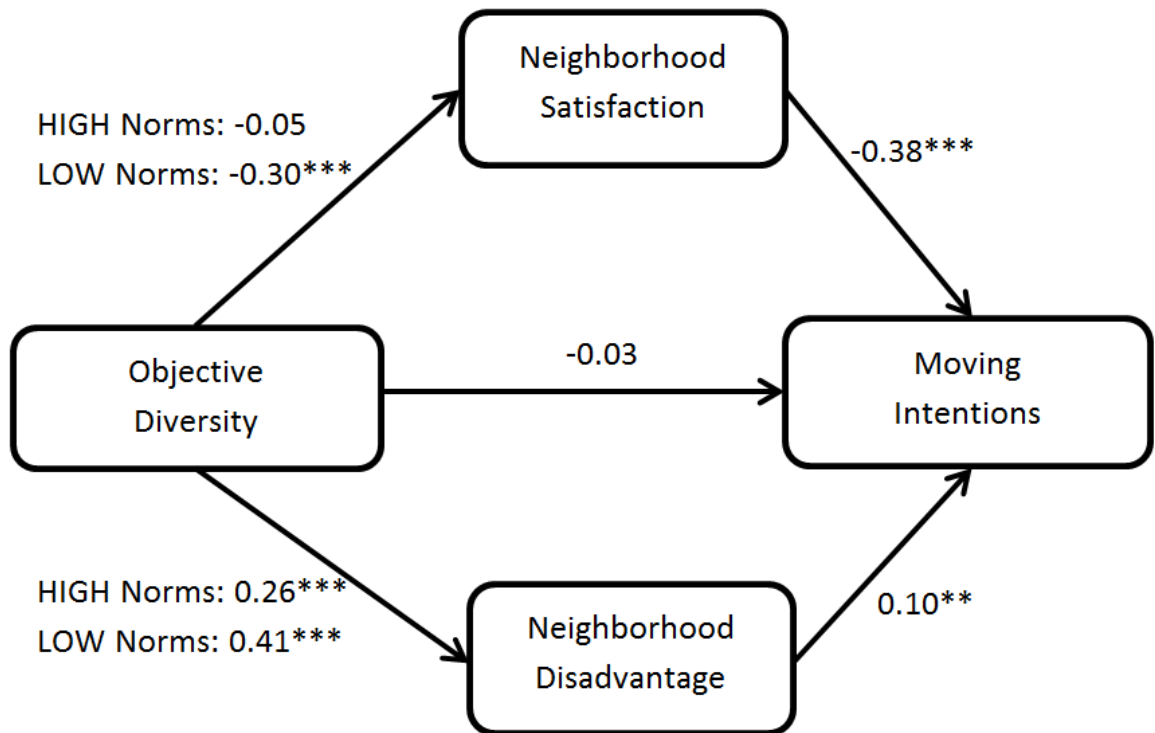 Neighborhood
Satisfaction
HIGH Norms: -0.05
LOW Norms: -0.30***
-0.38***
Objective
Diversity
-0.03
Moving
Intentions
HIGH Norms: 0.26***
LOW Norms: 0.41***
Neighborhood
Disadvantage
0.10**